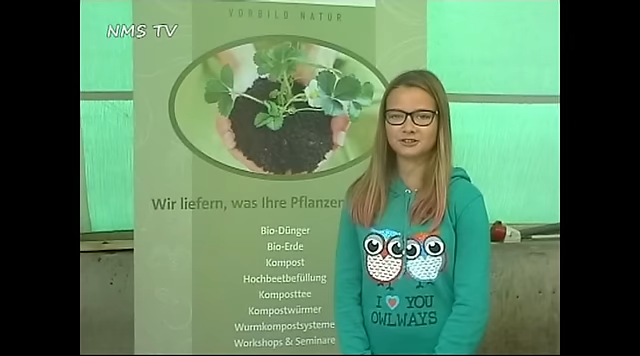 NMS TV
VORBILD NATUR
Wir liefern, was Ihre Pflanzen
Bio-Dünger
Bio-Erde
Kompost
Hochbeetbefüllung
Komposttee
Kompostwürmer
Wurmkompostsysteme
Workshops & Seminare
I YOU
OWLWAYS